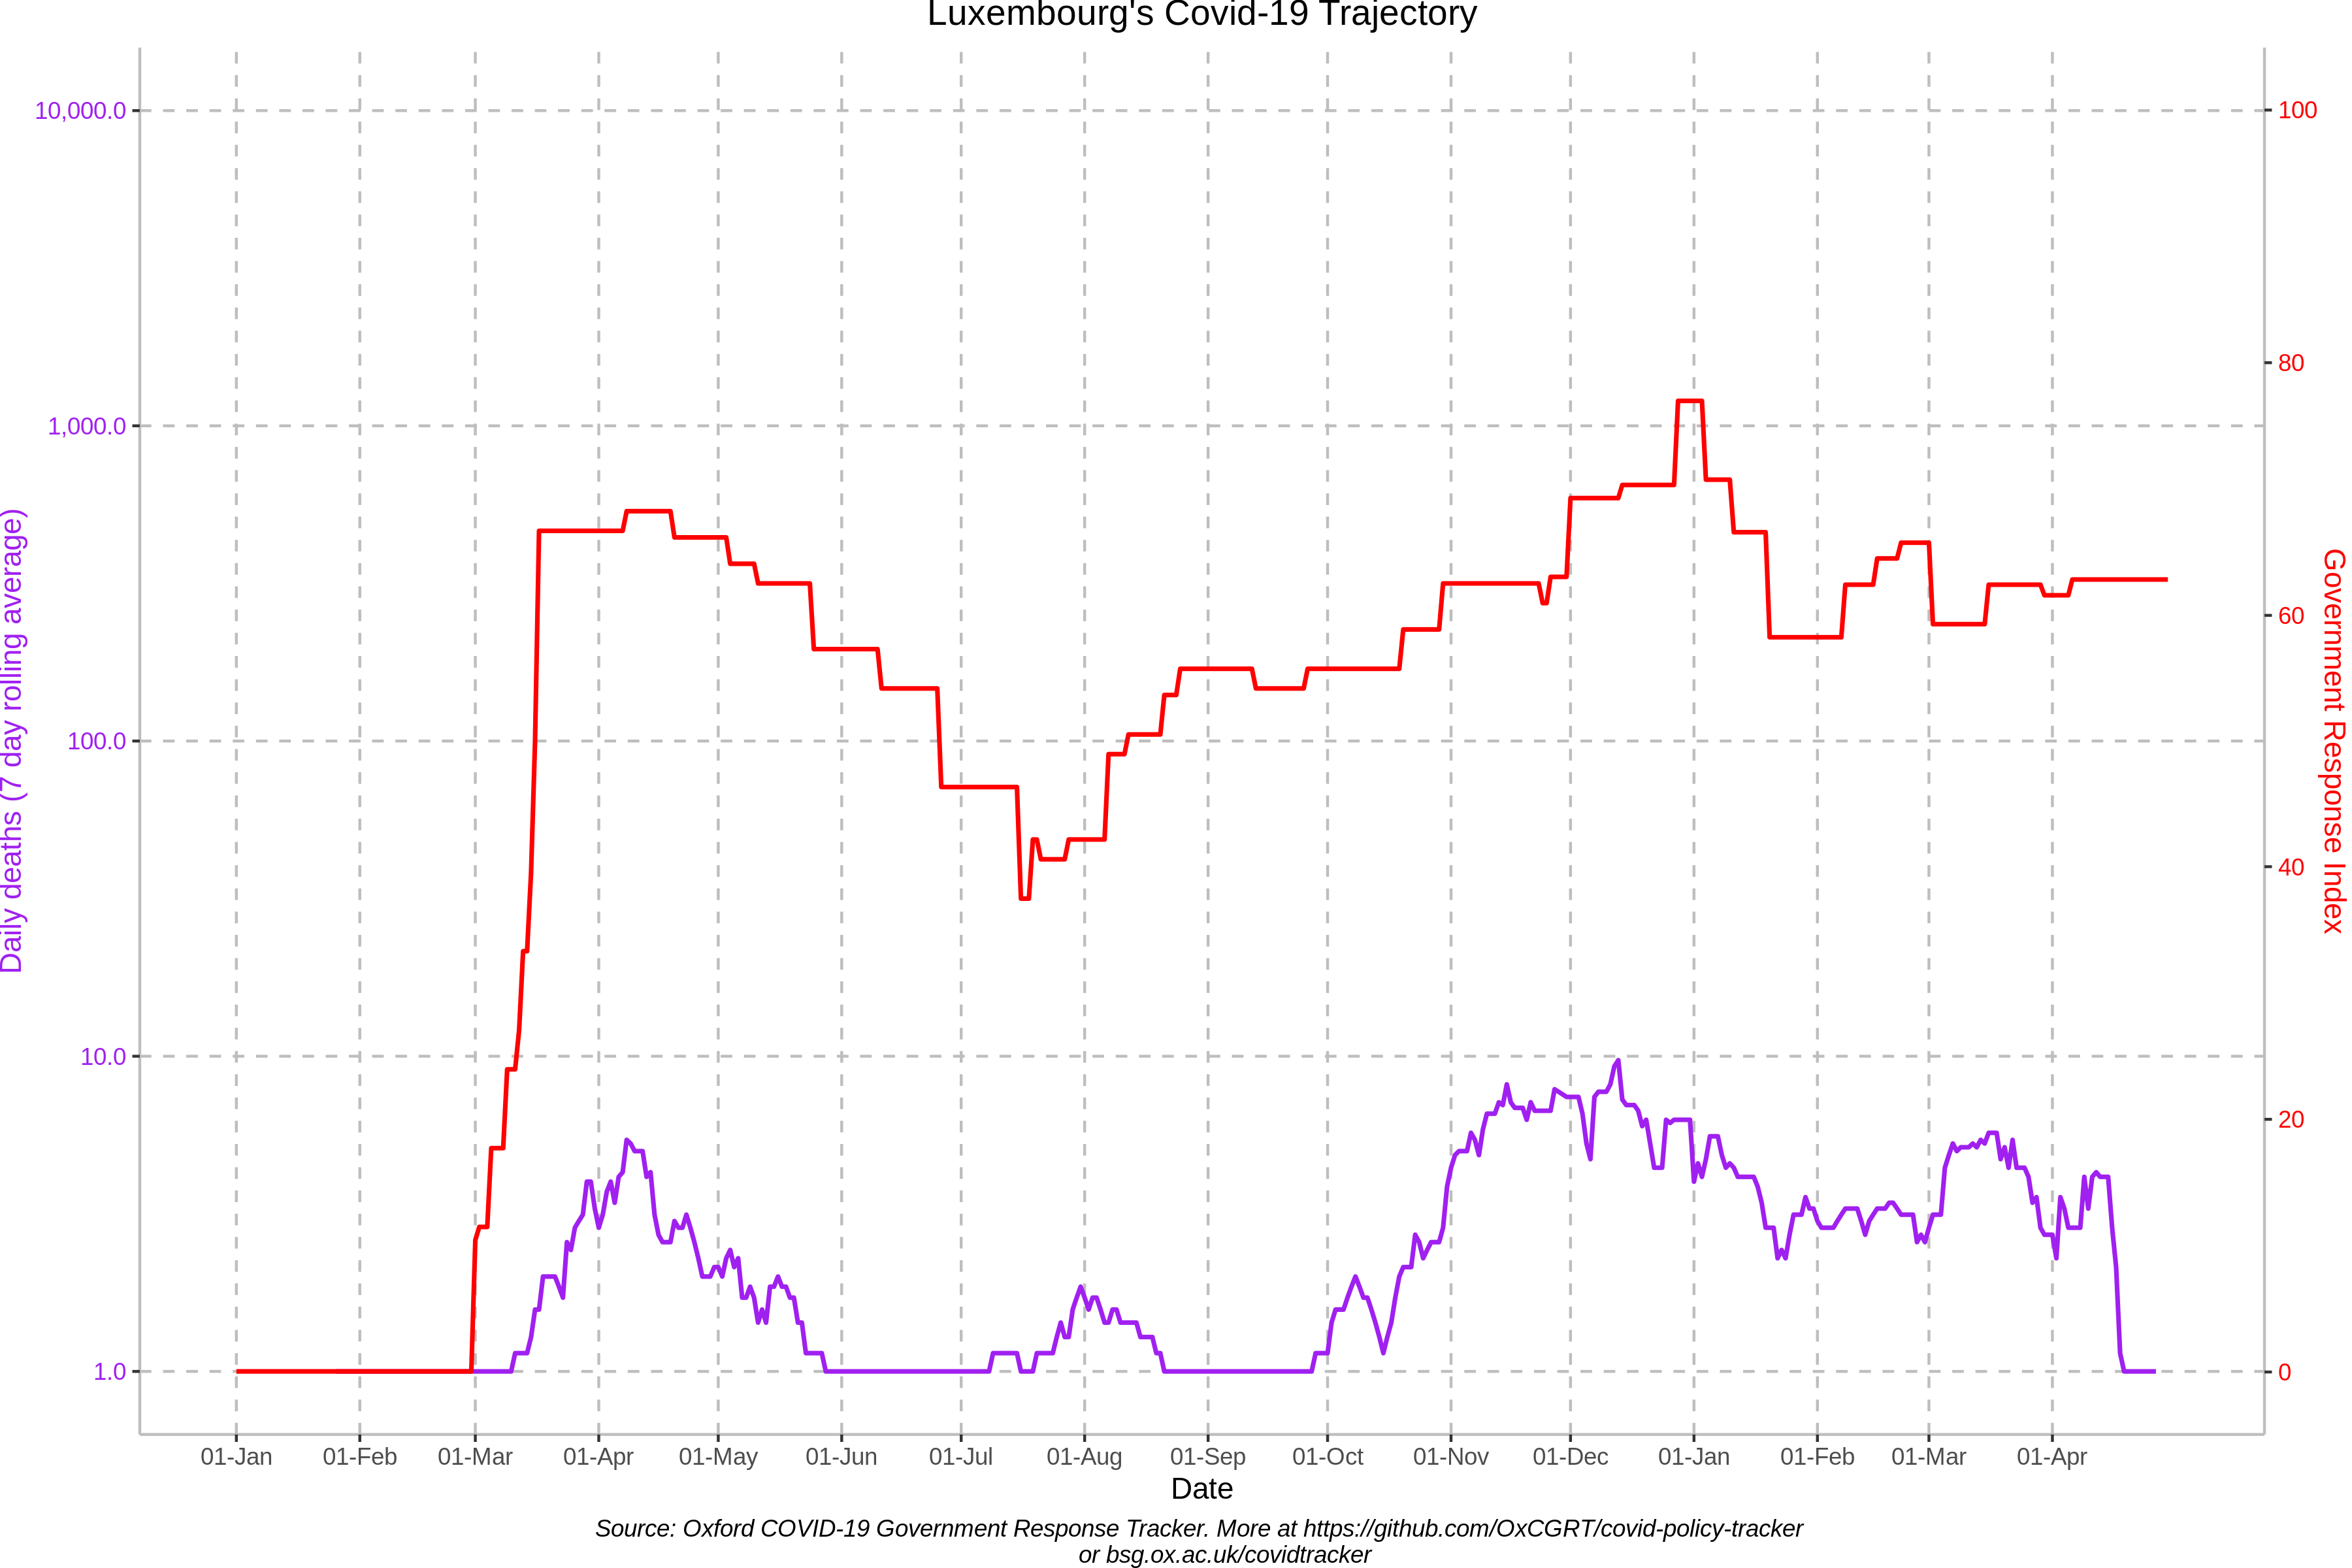 Luxembourg's Covid-19 Trajectory
10,000.0
1,000.0
100.0
10.0
1.0
Daily deaths (7 day rolling average)
100
80
60
40
20
0
Government Response Index
01-Jan 01-Feb 01-Mar 01-Apr 01-May 01-Jun 01-Jul 01-Aug 01-Sep 01-Oct 01-Nov 01-Dec 01-Jan 01-Feb 01-Mar 01-Apr
Date
Source: Oxford COVID-19 Government Response Tracker. More at https://github.com/OxCGRT/covid-policy-tracker
or bsg.ox.ac.uk/covidtracker